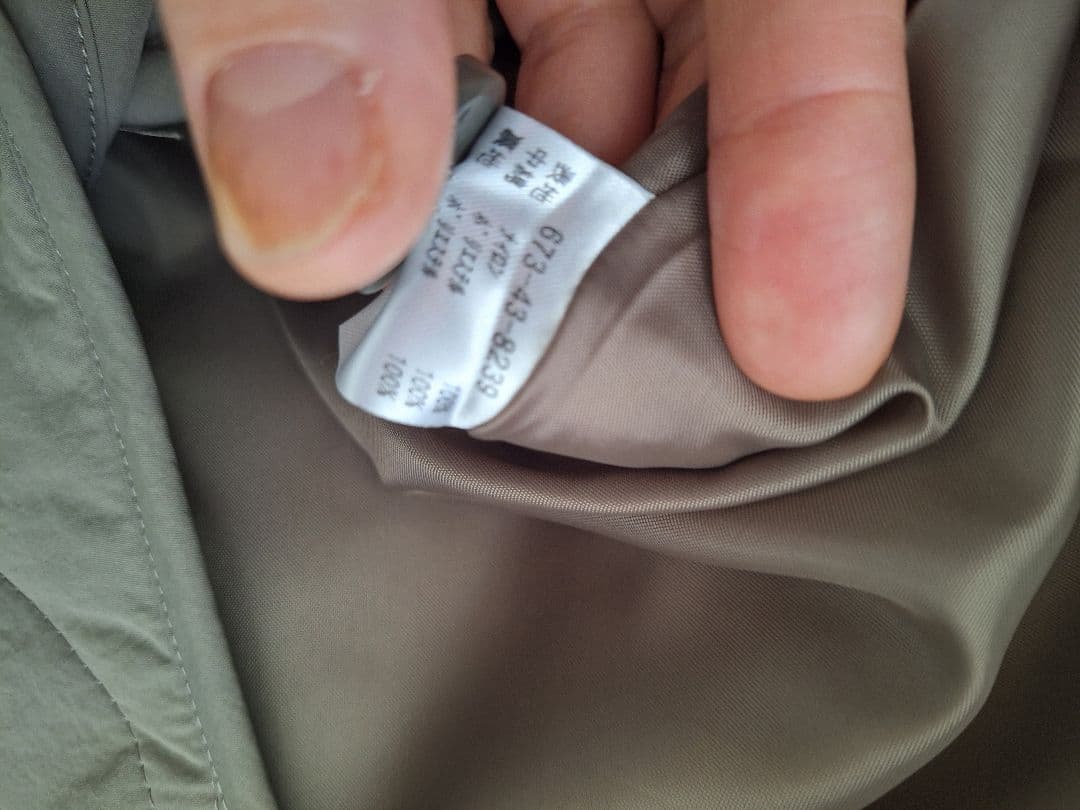 673-43-8239
表地 ナイロン 100%
中綿 ポリエステル 100%
裏地 ポリエステル 100%